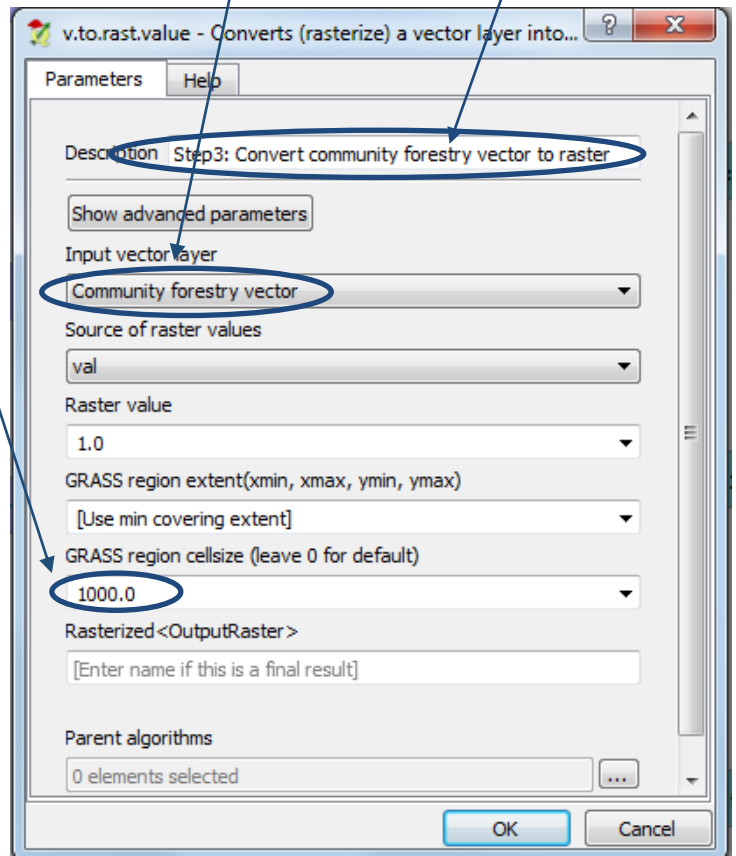 v.to.rast.value - Converts (rasterize) a vector layer into...
Parameters Help
Description Step3: Convert community forestry vector to raster
Show advanced parameters
Input vector layer
Community forestry vector
Source of raster values
val
Raster value
1.0
GRASS region extent(xmin, xmax, ymin, ymax)
[Use min covering extent]
GRASS region cellsize (leave 0 for default)
1000.0
Rasterized<OutputRaster>
[Enter name if this is a final result]
Parent algorithms
0 elements selected ...
OK Cancel